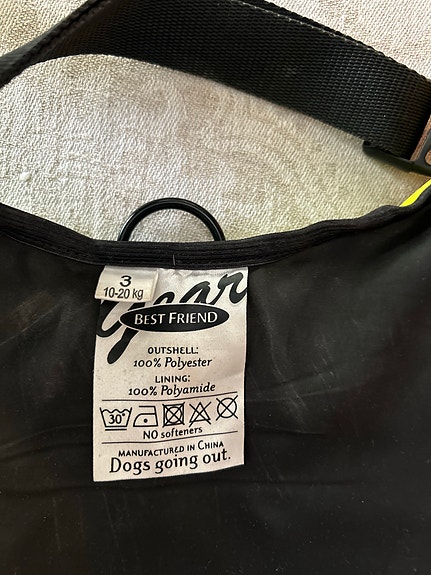 3
10-20 kg
gear
BEST FRIEND
OUTSHELL:
100% Polyester
LINING:
100% Polyamide
30°
NO softeners
MANUFACTURED IN CHINA
Dogs going out.